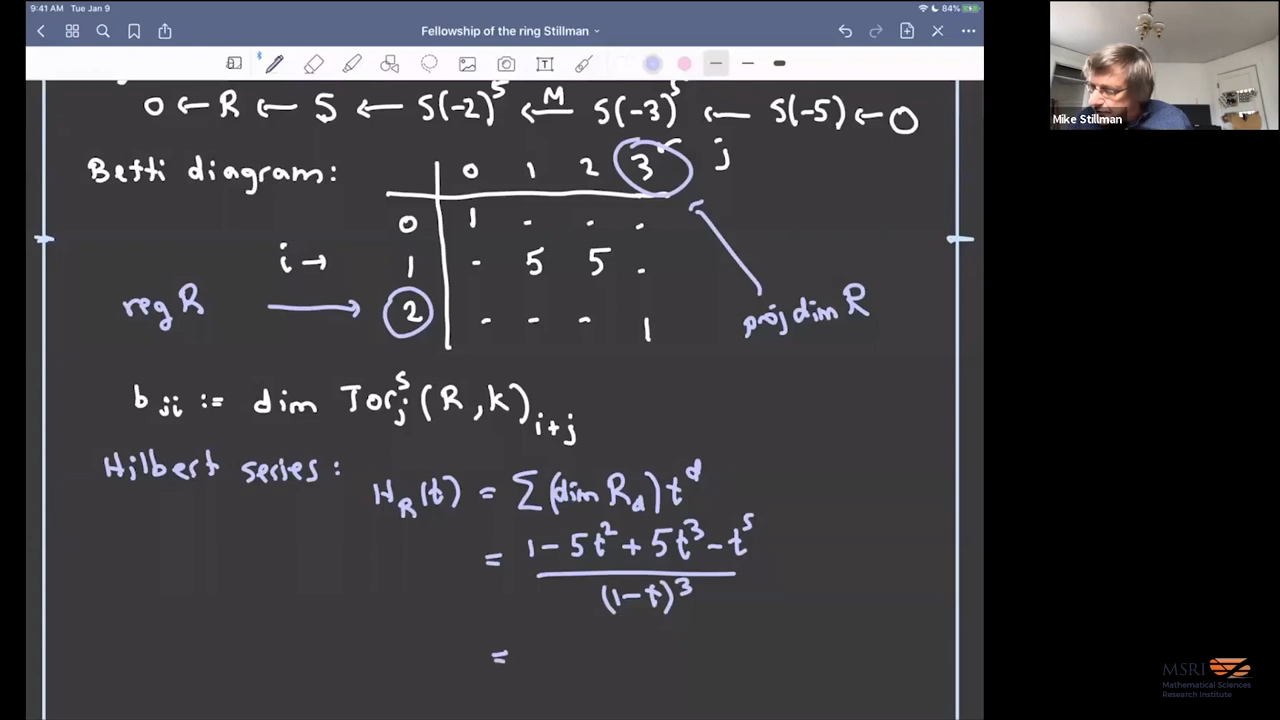 9:41 AM Tue Jan 9
84%
Fellowship of the ring Stillman
0 ← R ← S ← S(-2)^5 ←^M S(-3)^5 ← S(-5) ← 0
Betti diagram:
0 1 2 3 j
0 1 . . .
i → 1 - 5 5 .
reg R → 2 - - - 1
proj dim R
b_{ji} := dim Tor_j^S (R, k)_{i+j}
Hilbert series: H_R(t) = Σ (dim R_d) t^d
= \frac{1 - 5t^2 + 5t^3 - t^5}{(1-t)^3}
=
Mike Stillman
MSRI
Mathematical Sciences
Research Institute